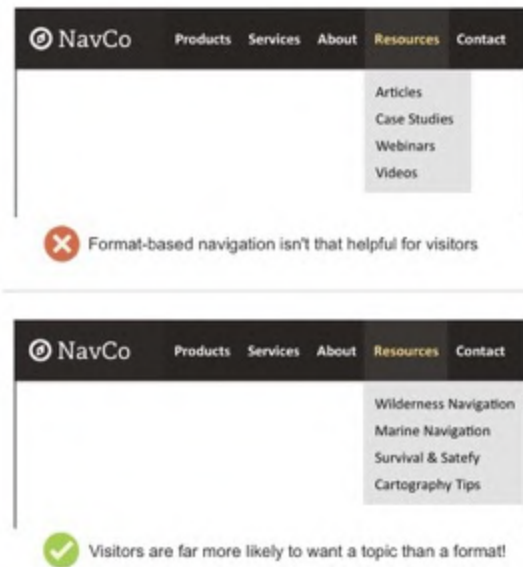 NavCo Products Services About Resources Contact
Articles
Case Studies
Webinars
Videos
Format-based navigation isn't that helpful for visitors
NavCo Products Services About Resources Contact
Wilderness Navigation
Marine Navigation
Survival & Satefy
Cartography Tips
Visitors are far more likely to want a topic than a format!